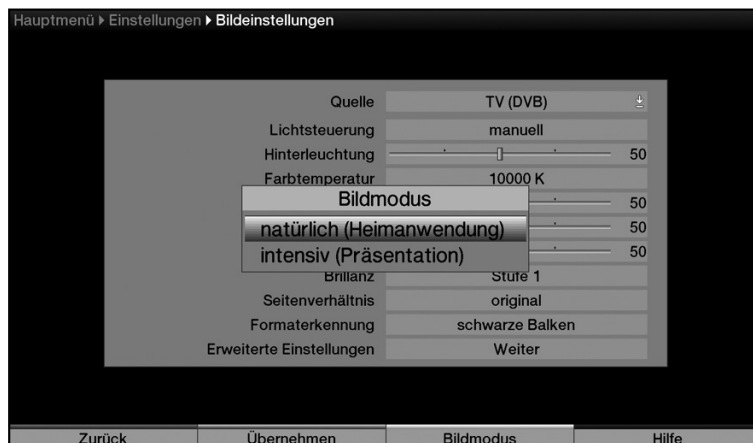 Hauptmenü ▸ Einstellungen ▸ Bildeinstellungen
Quelle TV (DVB)
Lichtsteuerung manuell
Hinterleuchtung 50
Farbtemperatur 10000 K
Bildmodus
50
natürlich (Heimanwendung)
50
intensiv (Präsentation)
50
Brillanz Stufe 1
Seitenverhältnis original
Formaterkennung schwarze Balken
Erweiterte Einstellungen Weiter
Zurück Übernehmen Bildmodus Hilfe